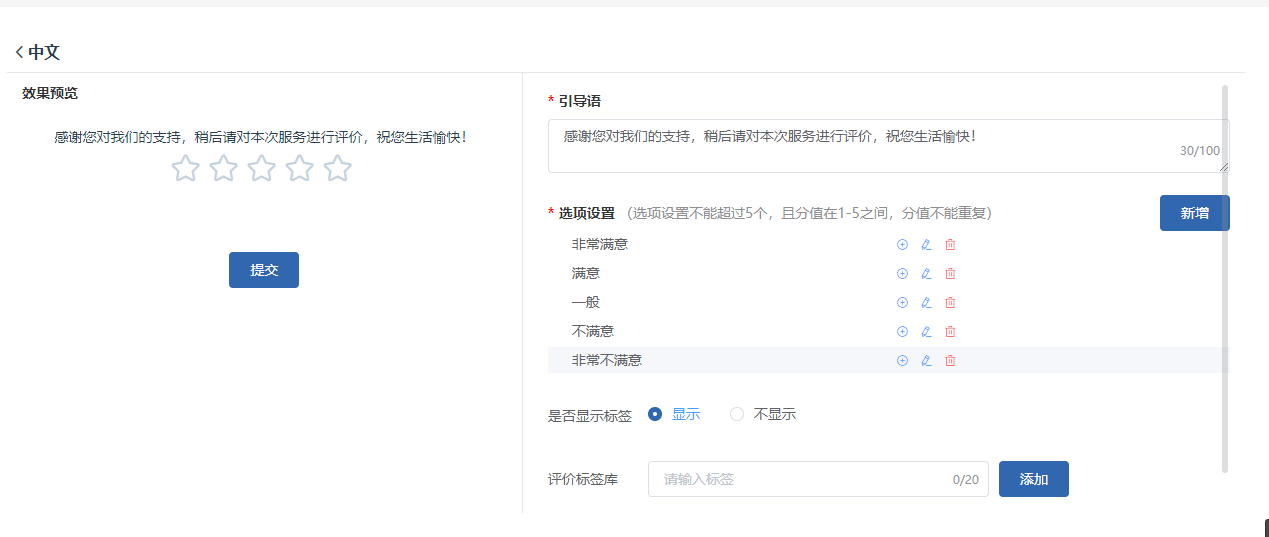 中文
效果预览
感谢您对我们的支持，稍后请对本次服务进行评价，祝您生活愉快！
提交
* 引导语
感谢您对我们的支持，稍后请对本次服务进行评价，祝您生活愉快！
30/100
* 选项设置 （选项设置不能超过5个，且分值在1-5之间，分值不能重复） 新增
非常满意
满意
一般
不满意
非常不满意
是否显示标签 显示 不显示
评价标签库 请输入标签 0/20 添加